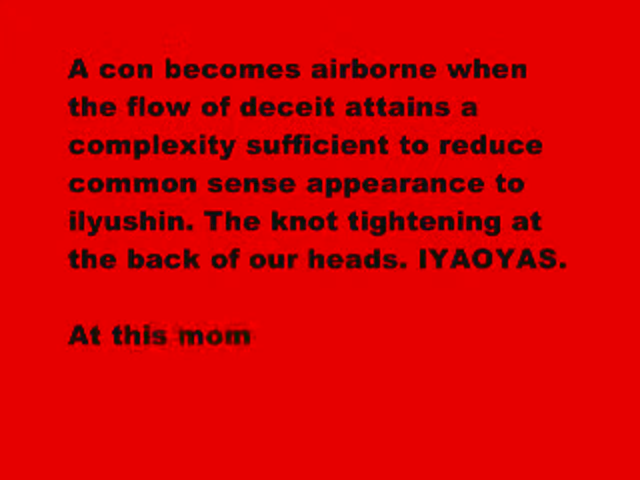 A con becomes airborne when
the flow of deceit attains a
complexity sufficient to reduce
common sense appearance to
ilyushin. The knot tightening at
the back of our heads. IYAOYAS.
At this mom